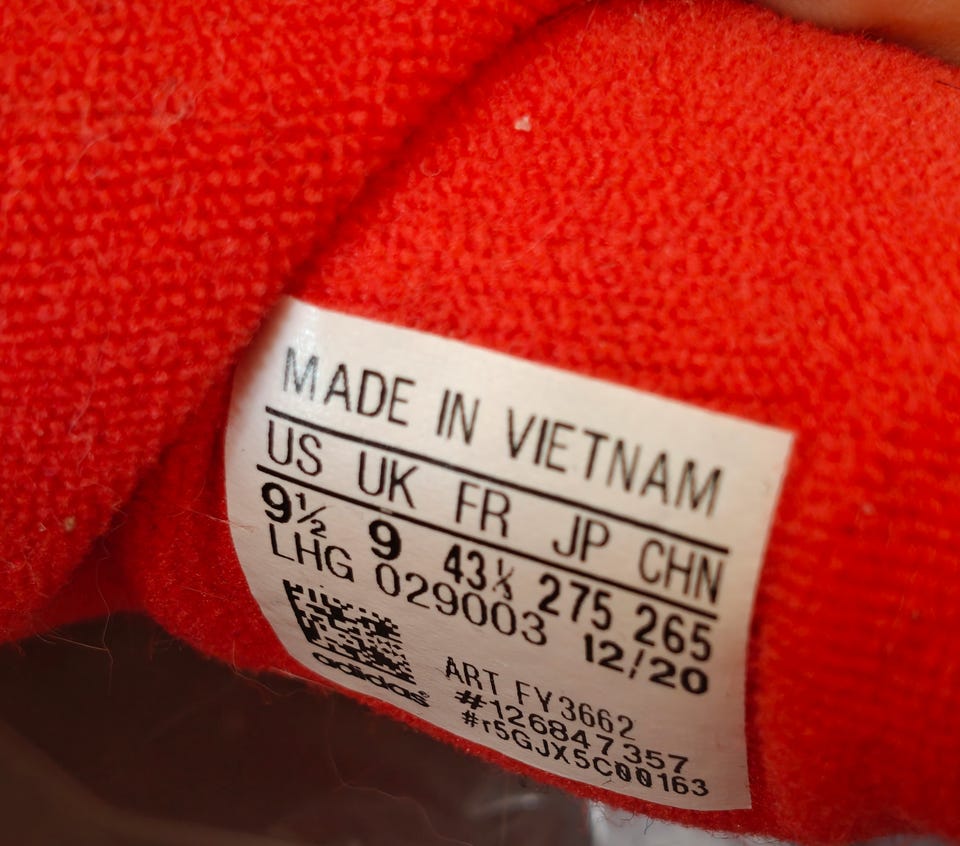 MADE IN VIETNAM
US UK FR JP CHN
9½ 9 43⅓ 275 265
LHG 029003 12/20
adidas
ART FY3662
#126847357
#r5GJX5C00163